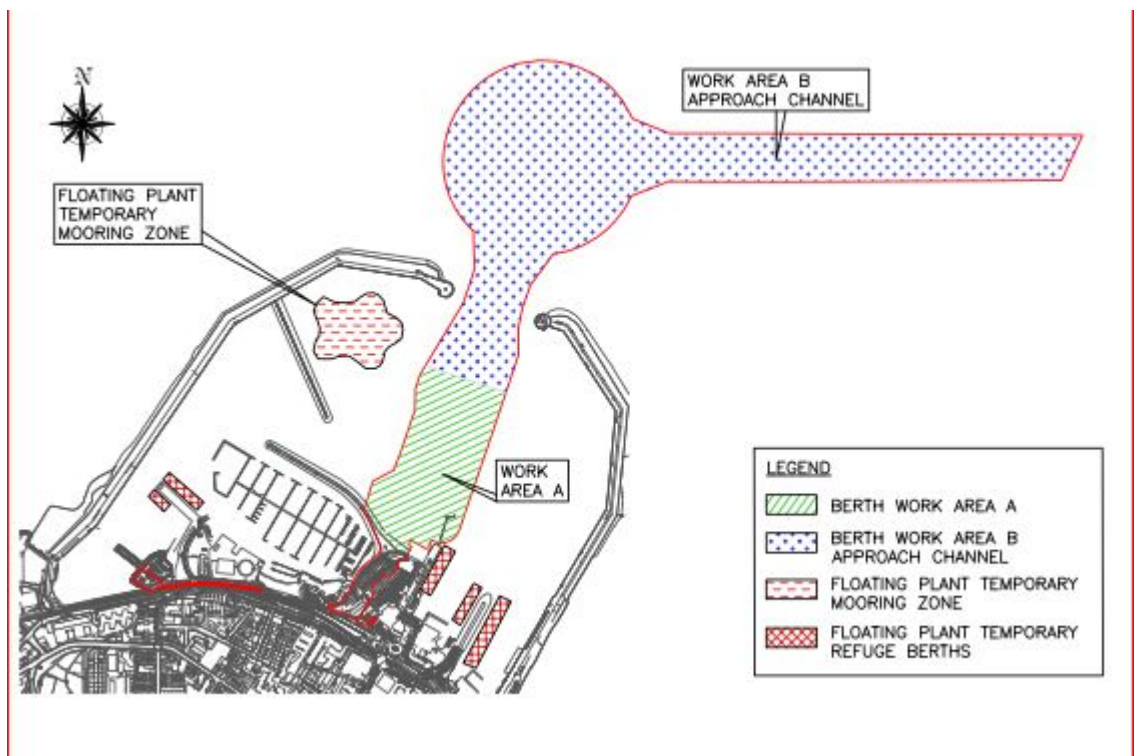 N
WORK AREA B
APPROACH CHANNEL
FLOATING PLANT
TEMPORARY
MOORING ZONE
WORK
AREA A
LEGEND
BERTH WORK AREA A
BERTH WORK AREA B
APPROACH CHANNEL
FLOATING PLANT TEMPORARY
MOORING ZONE
FLOATING PLANT TEMPORARY
REFUGE BERTHS